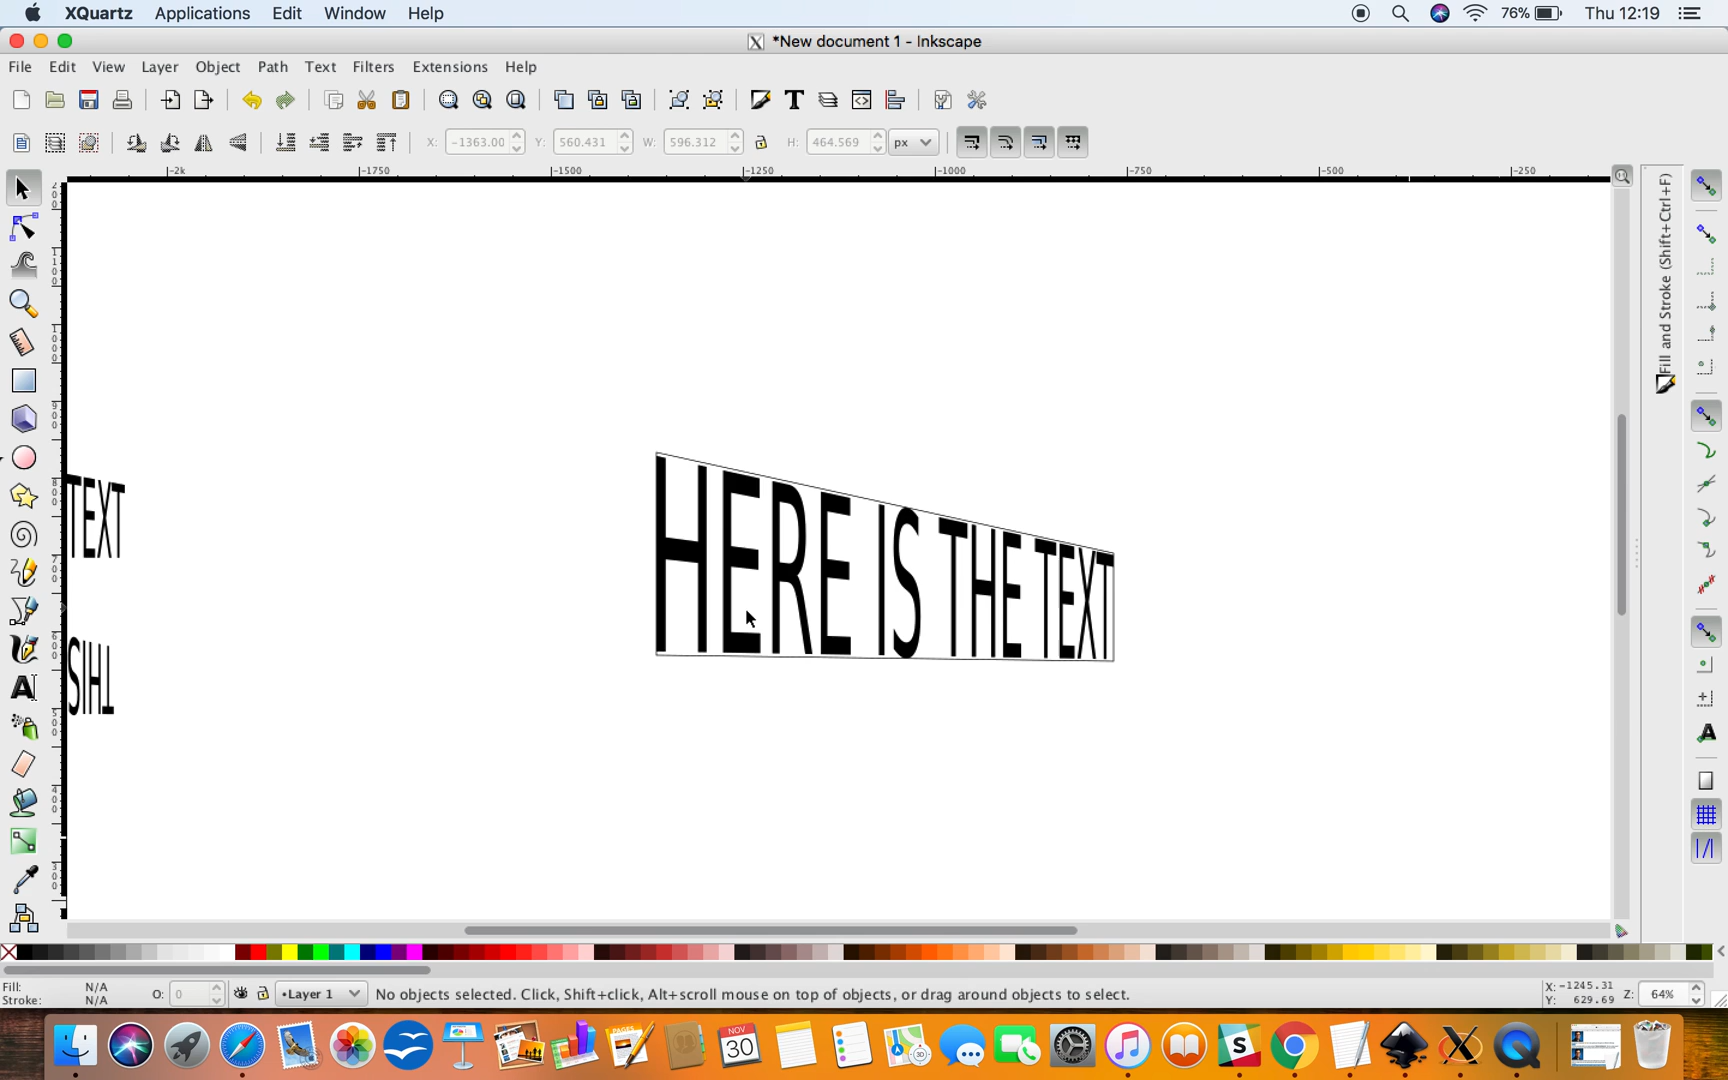 XQuartz Applications Edit Window Help 76% Thu 12:19
*New document 1 - Inkscape
File Edit View Layer Object Path Text Filters Extensions Help
X: -1363.00 Y: 560.431 W: 596.312 H: 464.569 px
-2k -1750 -1500 -1250 -1000 -750 -500 -250
Fill and Stroke (Shift+Ctrl+F)
HERE IS THE TEXT
TEXT
THIS
Fill: N/A
Stroke: N/A
O: 0 •Layer 1 No objects selected. Click, Shift+click, Alt+scroll mouse on top of objects, or drag around objects to select.
X: -1245.31
Y: 629.69
Z: 64%
NOV
30